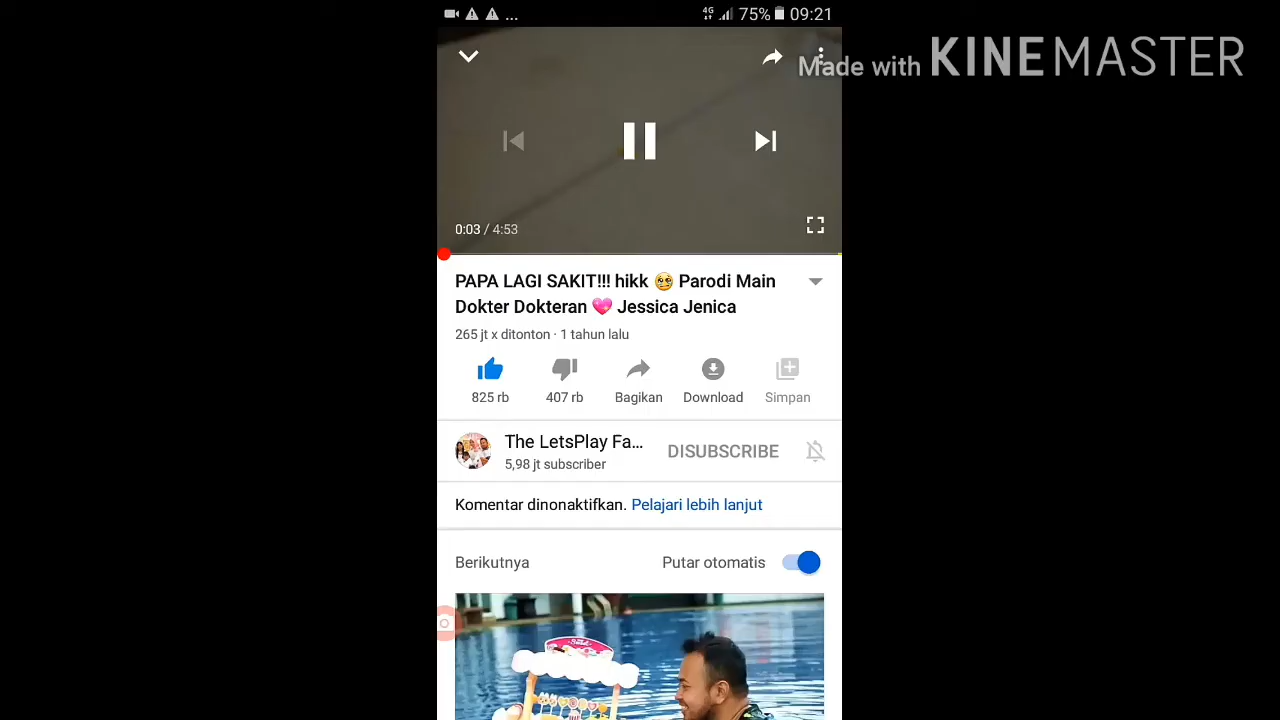 ... 4G 75% 09:21
Made with KINEMASTER
0:03 / 4:53
PAPA LAGI SAKIT!!! hikk 😢 Parodi Main
Dokter Dokteran 💖 Jessica Jenica
265 jt x ditonton · 1 tahun lalu
825 rb 407 rb Bagikan Download Simpan
The LetsPlay Fa... DISUBSCRIBE
5,98 jt subscriber
Komentar dinonaktifkan. Pelajari lebih lanjut
Berikutnya Putar otomatis